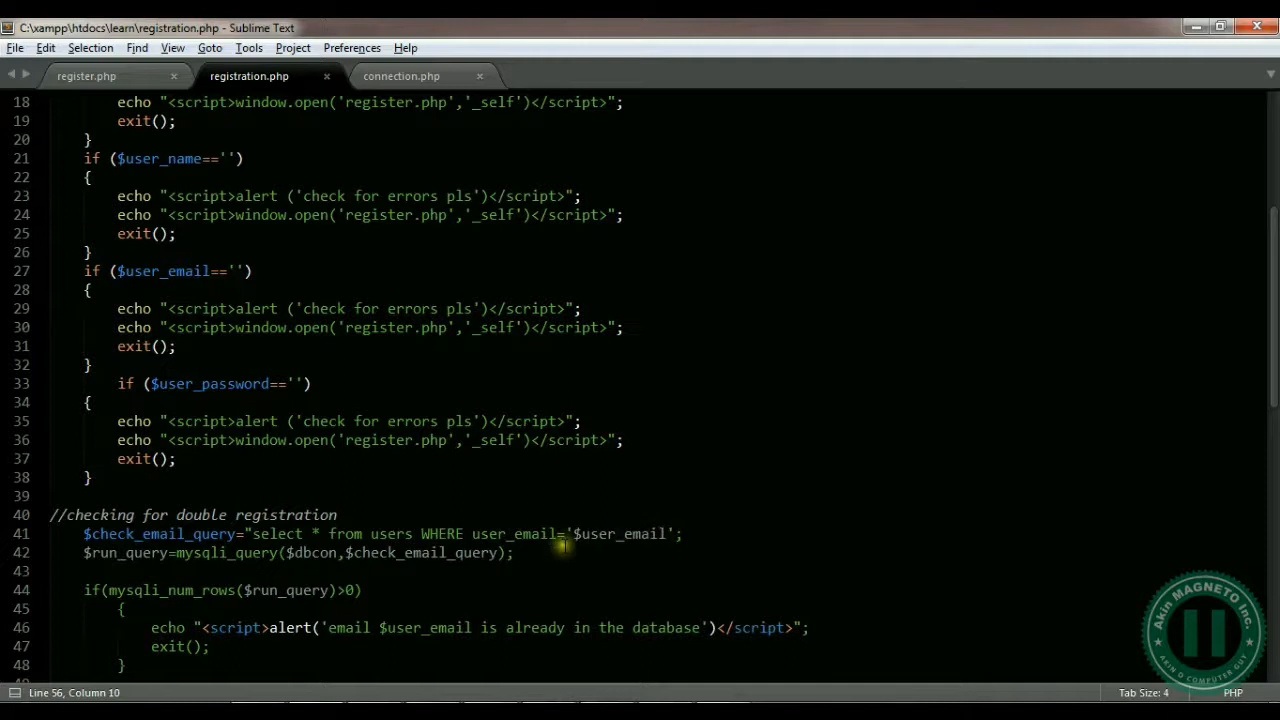 C:\xampp\htdocs\learn\registration.php - Sublime Text
File Edit Selection Find View Goto Tools Project Preferences Help
register.php × registration.php × connection.php ×
18 echo "<script>window.open('register.php','_self')</script>";
19 exit();
20 }
21 if ($user_name=='')
22 {
23 echo "<script>alert ('check for errors pls')</script>";
24 echo "<script>window.open('register.php','_self')</script>";
25 exit();
26 }
27 if ($user_email=='')
28 {
29 echo "<script>alert ('check for errors pls')</script>";
30 echo "<script>window.open('register.php','_self')</script>";
31 exit();
32 }
33 if ($user_password=='')
34 {
35 echo "<script>alert ('check for errors pls')</script>";
36 echo "<script>window.open('register.php','_self')</script>";
37 exit();
38 }
39
40 //checking for double registration
41 $check_email_query="select * from users WHERE user_email='$user_email';
42 $run_query=mysqli_query($dbcon,$check_email_query);
43
44 if(mysqli_num_rows($run_query)>0)
45 {
46 echo "<script>alert('email $user_email is already in the database')</script>";
47 exit();
48 }
Akin MAGNETO Inc.
AKIN D COMPUTER GUY
Line 56, Column 10
Tab Size: 4
PHP